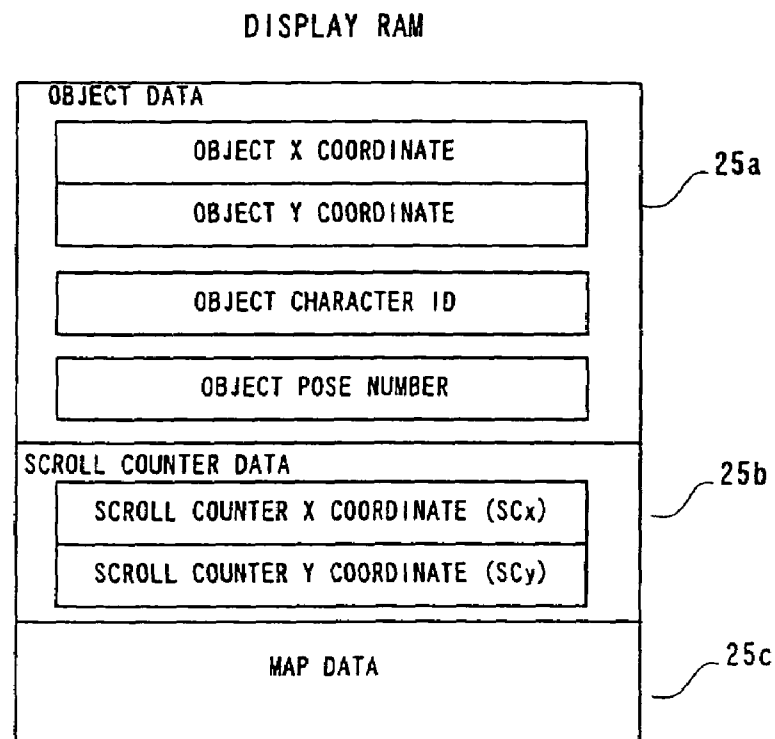 DISPLAY RAM
OBJECT DATA
OBJECT X COORDINATE
25a
OBJECT Y COORDINATE
OBJECT CHARACTER ID
OBJECT POSE NUMBER
SCROLL COUNTER DATA
25b
SCROLL COUNTER X COORDINATE (SCx)
SCROLL COUNTER Y COORDINATE (SCy)
MAP DATA
25c